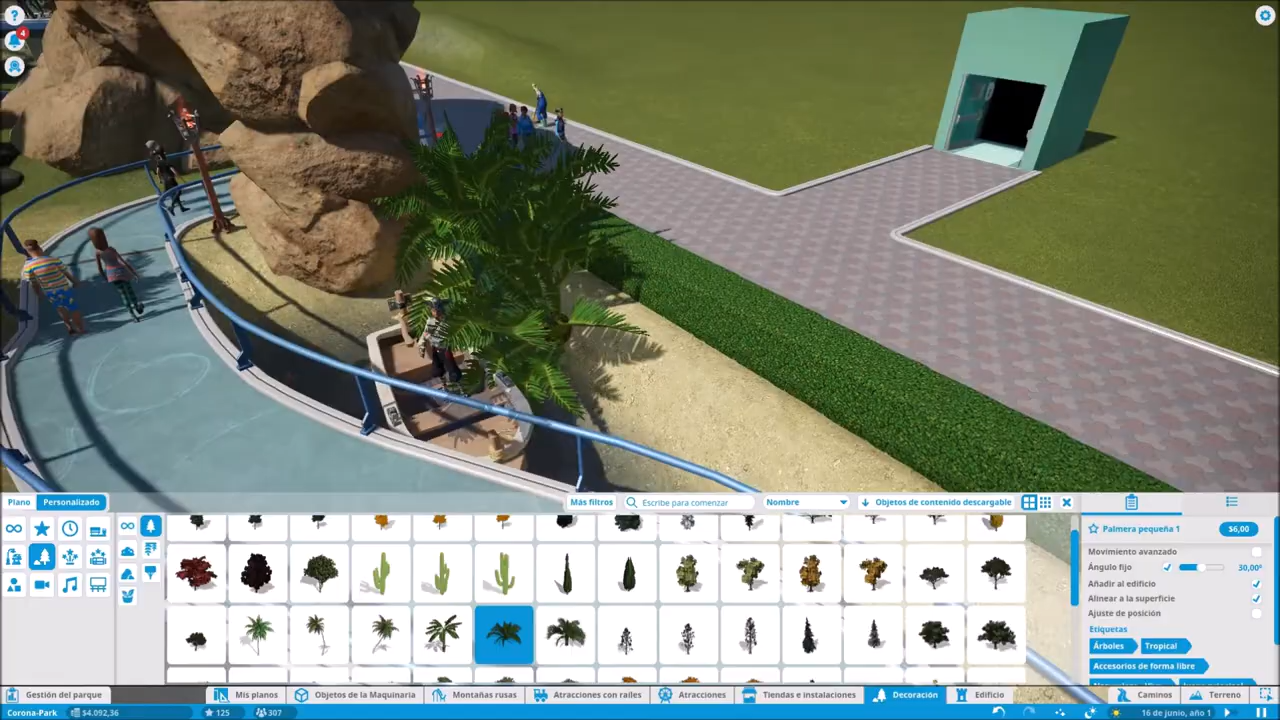 ?
4
Plano
Personalizado
Más filtros
Escribe para comenzar
Nombre
Objetos de contenido descargable
Palmera pequeña 1
$6,00
Movimiento avanzado
Ángulo fijo
30,00°
Añadir al edificio
Alinear a la superficie
Ajuste de posición
Etiquetas
Árboles
Tropical
Accesorios de forma libre
Gestión del parque
Mis planos
Objetos de la Maquinaria
Montañas rusas
Atracciones con raíles
Atracciones
Tiendas e instalaciones
Decoración
Edificio
Caminos
Terreno
Corona-Park
$4.092,36
125
307
16 de junio, año 1